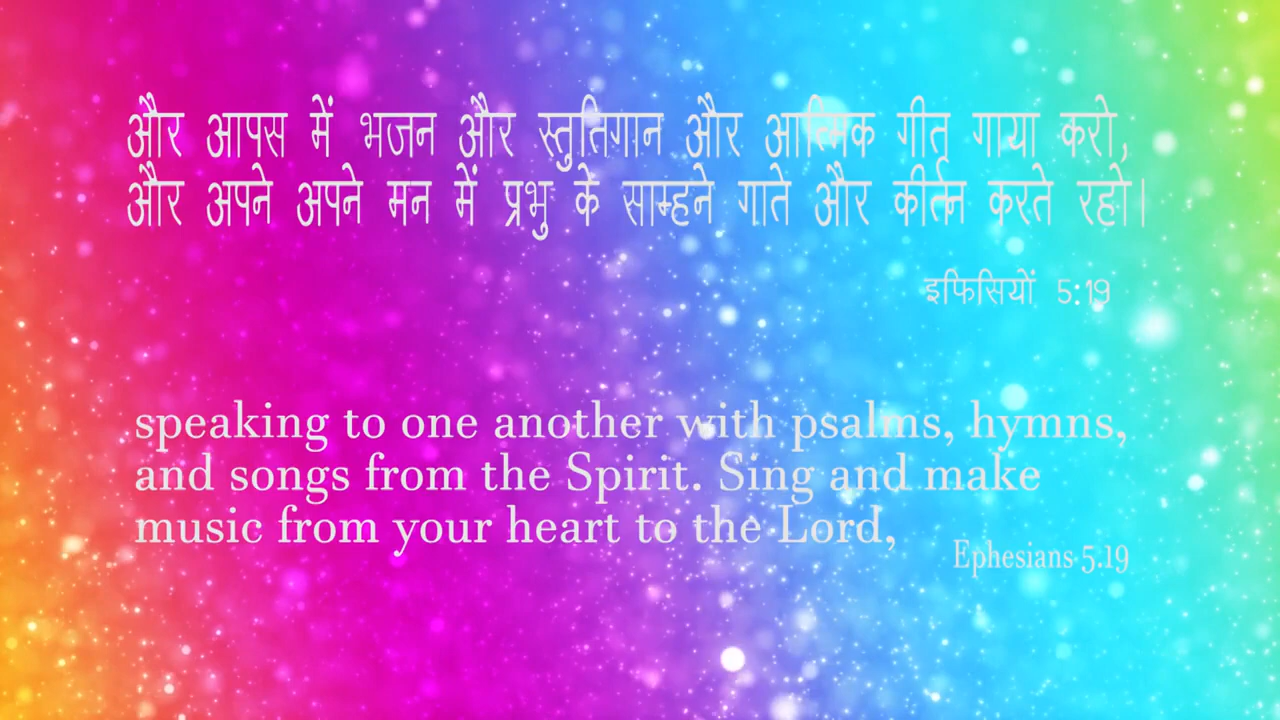 और आपस में भजन और स्तुतिगान और आत्मिक गीत गाया करो,
और अपने अपने मन में प्रभु के साम्हने गाते और कीर्तन करते रहो।
इफिसियों 5:19
speaking to one another with psalms, hymns,
and songs from the Spirit. Sing and make
music from your heart to the Lord,
Ephesians 5.19